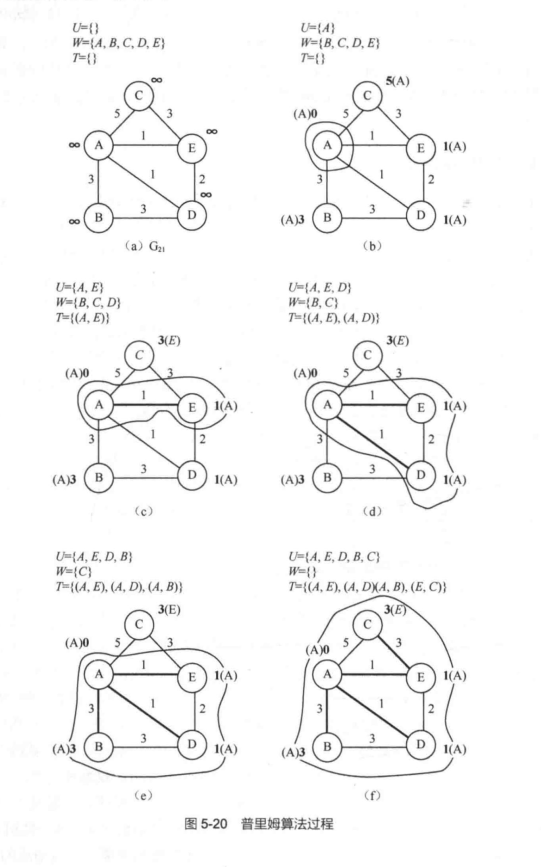 U={}
W={A, B, C, D, E}
T={}
∞
C
5 3
∞ A 1 E ∞
3 1 2
∞ B 3 D ∞
（a）G₂₁
U={A}
W={B, C, D, E}
T={}
5(A)
C
(A)0 5 3
A 1 E 1(A)
3 1 2
(A)3 B 3 D 1(A)
（b）
U={A, E}
W={B, C, D}
T={(A, E)}
3(E)
C
(A)0 5 3
A 1 E 1(A)
3 1 2
(A)3 B 3 D 1(A)
（c）
U={A, E, D}
W={B, C}
T={(A, E), (A, D)}
3(E)
C
(A)0 5 3
A 1 E 1(A)
3 1 2
(A)3 B 3 D 1(A)
（d）
U={A, E, D, B}
W={C}
T={(A, E), (A, D), (A, B)}
3(E)
C
(A)0 5 3
A 1 E 1(A)
3 1 2
(A)3 B 3 D 1(A)
（e）
U={A, E, D, B, C}
W={}
T={(A, E), (A, D)(A, B), (E, C)}
3(E)
C
(A)0 5 3
A 1 E 1(A)
3 1 2
(A)3 B 3 D 1(A)
（f）
图 5-20 普里姆算法过程